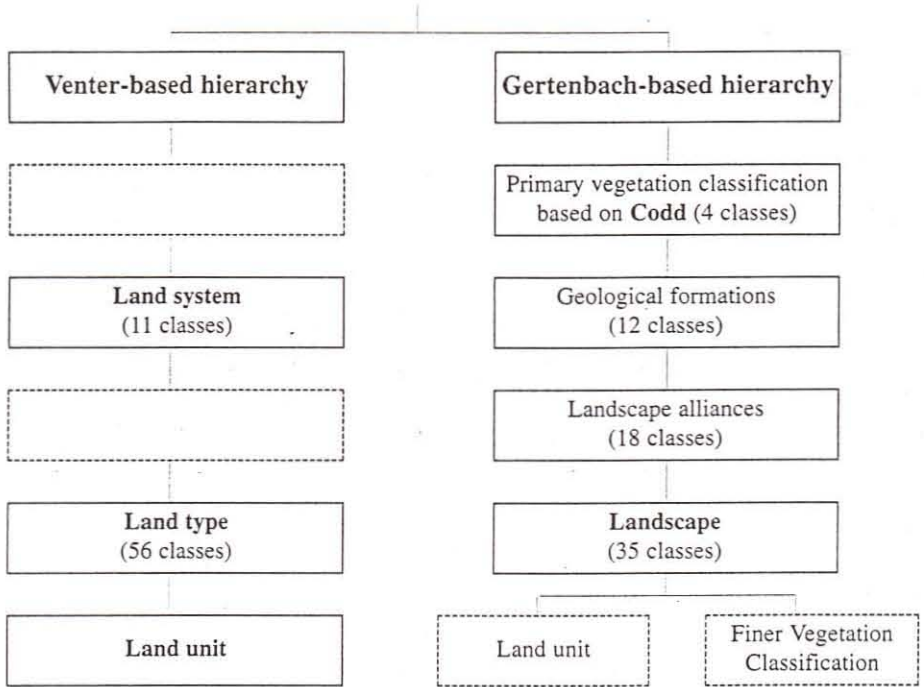 Venter-based hierarchy
Gertenbach-based hierarchy
Primary vegetation classification
based on Codd (4 classes)
Land system
(11 classes)
Geological formations
(12 classes)
Landscape alliances
(18 classes)
Land type
(56 classes)
Landscape
(35 classes)
Land unit
Land unit
Finer Vegetation
Classification